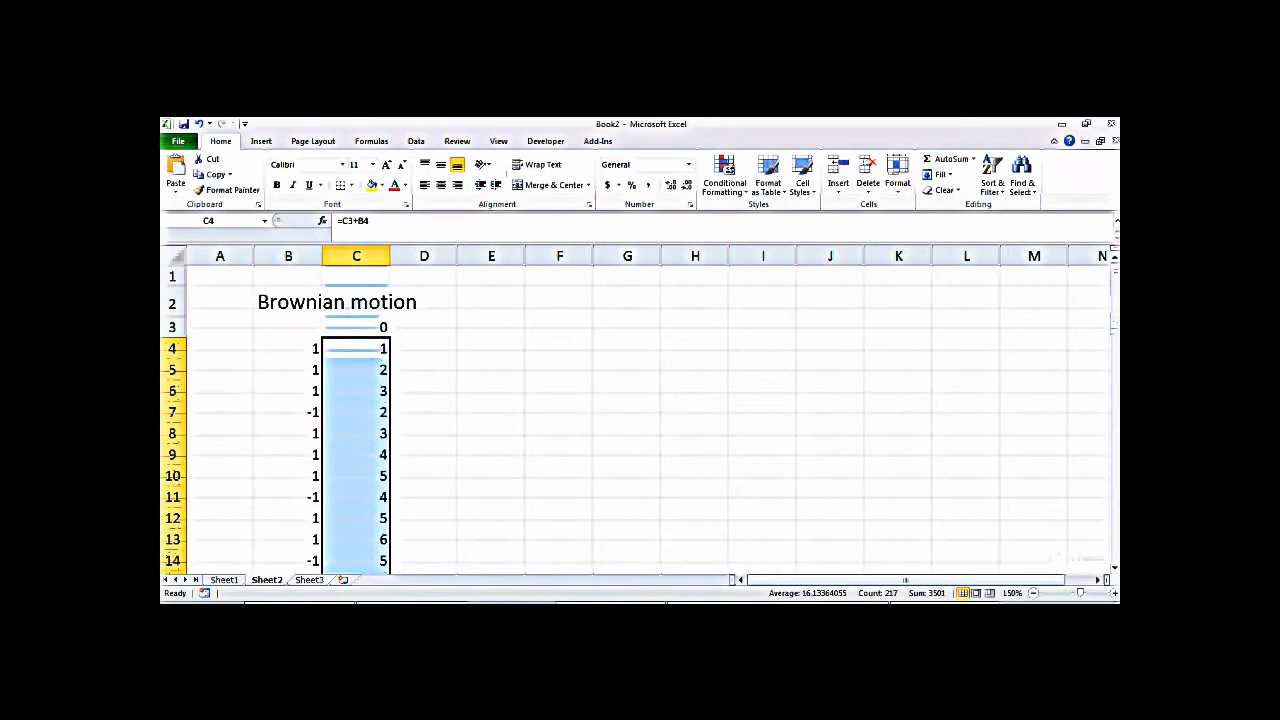 Book2 - Microsoft Excel
File Home Insert Page Layout Formulas Data Review View Developer Add-Ins
Paste Cut Calibri 11 Wrap Text General Conditional Formatting Format as Table Cell Styles Insert Delete Format AutoSum Sort & Filter Find & Select
Copy Fill
Format Painter B I U A Merge & Center $ % , Clear
Clipboard Font Alignment Number Styles Cells Editing
C4 fx =C3+B4
A B C D E F G H I J K L M N
1
2 Brownian motion
3 0
4 1 1
5 1 2
6 1 3
7 -1 2
8 1 3
9 1 4
10 1 5
11 -1 4
12 1 5
13 1 6
14 -1 5
Sheet1 Sheet2 Sheet3
Ready Average: 16.13364055 Count: 217 Sum: 3501 150%